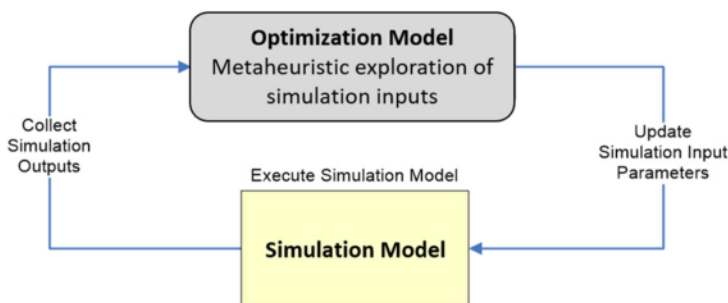 Optimization Model
Metaheuristic exploration of
simulation inputs
Collect
Simulation
Outputs
Update
Simulation Input
Parameters
Execute Simulation Model
Simulation Model